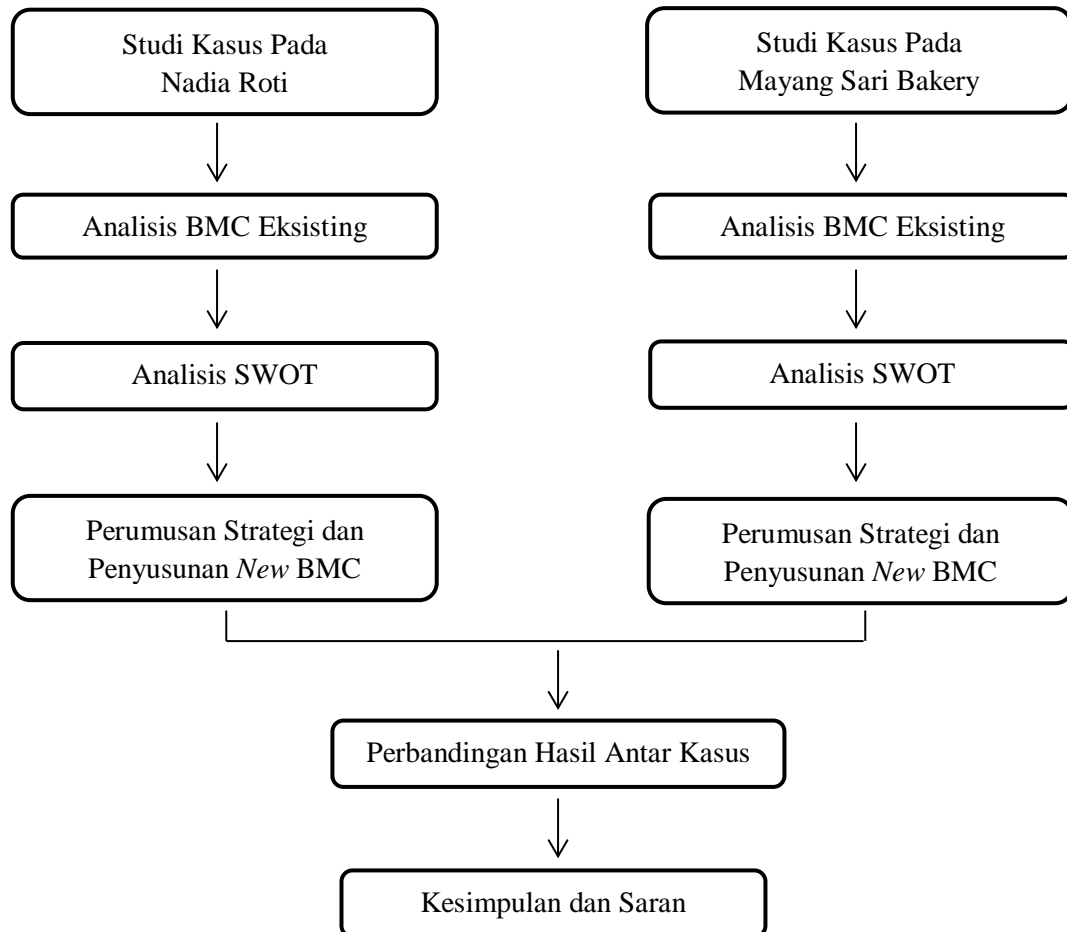 Studi Kasus Pada
Nadia Roti
Studi Kasus Pada
Mayang Sari Bakery
Analisis BMC Eksisting
Analisis BMC Eksisting
Analisis SWOT
Analisis SWOT
Perumusan Strategi dan
Penyusunan New BMC
Perumusan Strategi dan
Penyusunan New BMC
Perbandingan Hasil Antar Kasus
Kesimpulan dan Saran